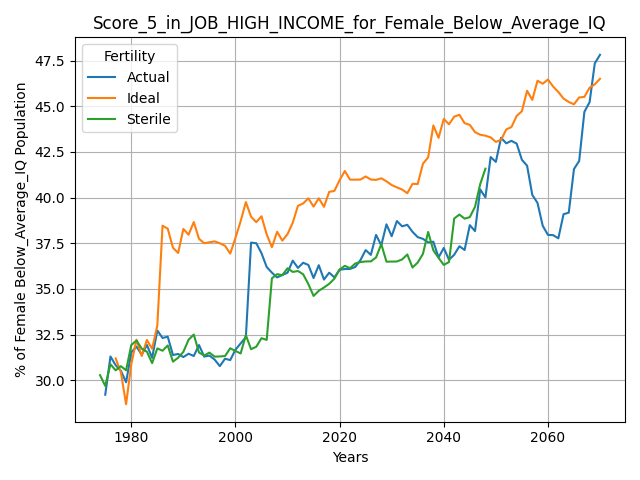 Score_5_in_JOB_HIGH_INCOME_for_Female_Below_Average_IQ
Fertility
Actual
Ideal
Sterile
% of Female Below_Average_IQ Population
47.5
45.0
42.5
40.0
37.5
35.0
32.5
30.0
1980 2000 2020 2040 2060
Years